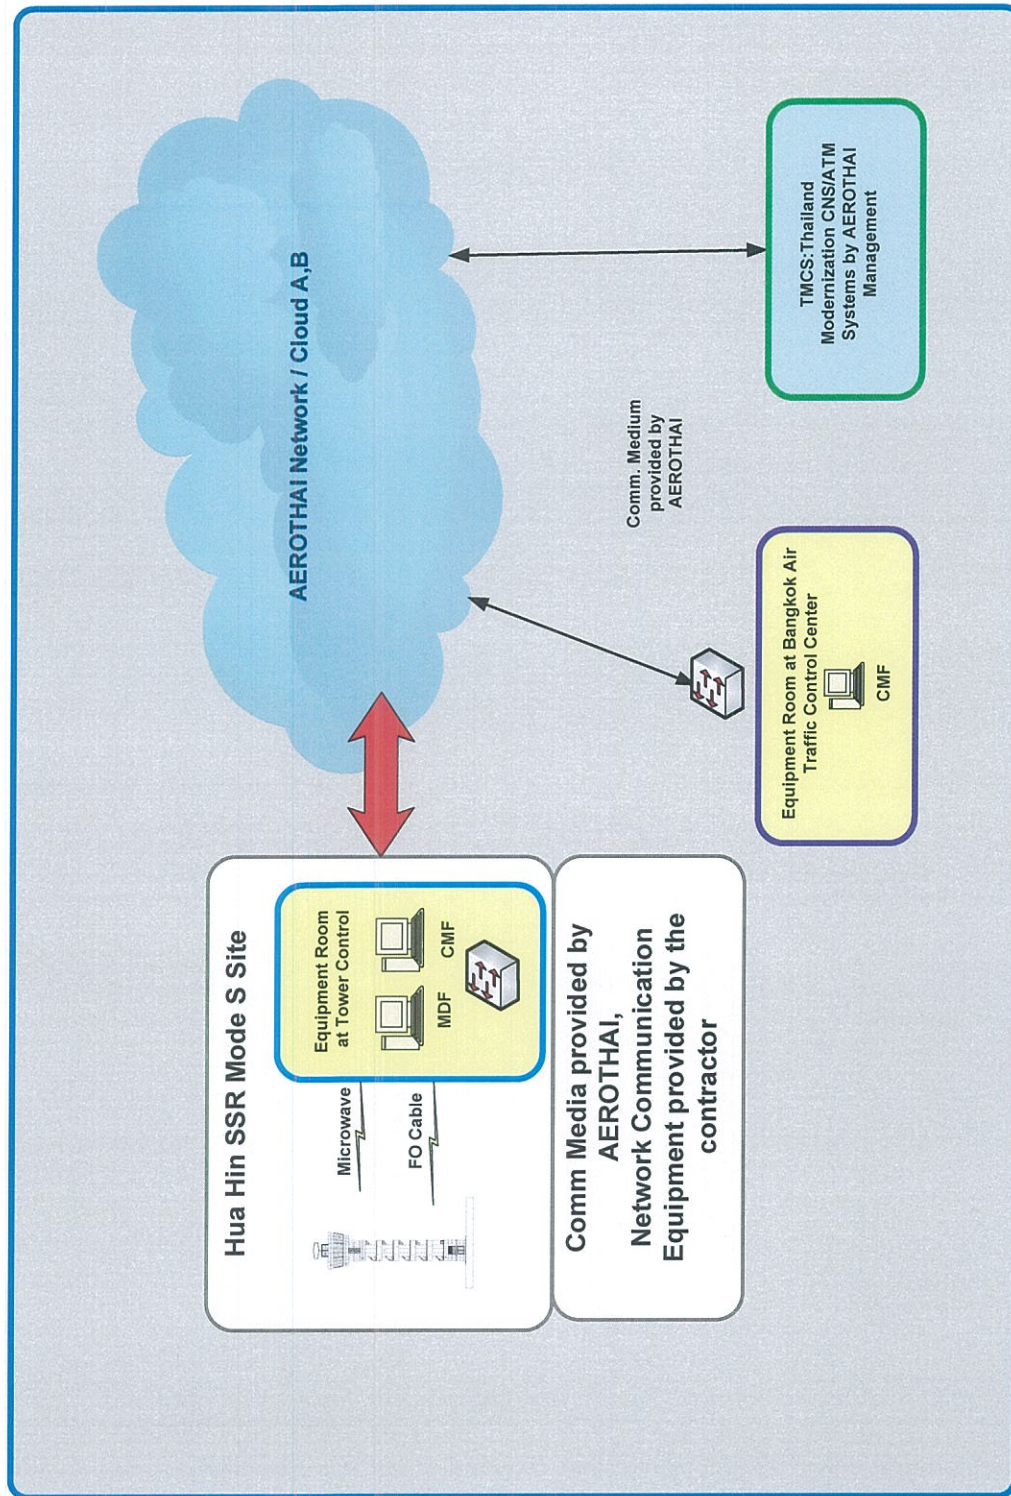 Hua Hin SSR Mode S Site
Microwave
FO Cable
Equipment Room
at Tower Control
MDF
CMF
Comm Media provided by
AEROTHAI,
Network Communication
Equipment provided by the
contractor
AEROTHAI Network / Cloud A,B
Comm. Medium
provided by
AEROTHAI
Equipment Room at Bangkok Air
Traffic Control Center
CMF
TMCS:Thailand
Modernization CNS/ATM
Systems by AEROTHAI
Management